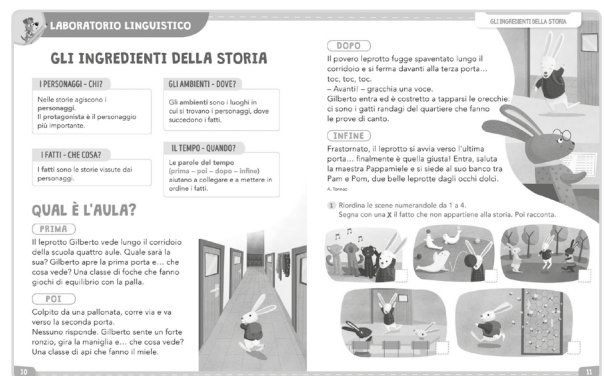 LABORATORIO LINGUISTICO
GLI INGREDIENTI DELLA STORIA
I PERSONAGGI - CHI?
Nelle storie agiscono i
personaggi.
Il protagonista è il personaggio
più importante.
GLI AMBIENTI - DOVE?
Gli ambienti sono i luoghi in
cui si trovano i personaggi, dove
succedono i fatti.
I FATTI - CHE COSA?
I fatti sono le storie vissute dai
personaggi.
IL TEMPO - QUANDO?
Le parole del tempo
(prima – poi – dopo – infine)
aiutano a collegare e a mettere in
ordine i fatti.
QUAL È L'AULA?
PRIMA
Il leprotto Gilberto vede lungo il corridoio
della scuola quattro aule. Quale sarà la
sua? Gilberto apre la prima porta e… che
cosa vede? Una classe di foche che fanno
giochi di equilibrio con la palla.
POI
Colpito da una pallonata, corre via e va
verso la seconda porta.
Nessuno risponde. Gilberto sente un forte
ronzio, gira la maniglia e… che cosa vede?
Una classe di api che fanno il miele.
10
GLI INGREDIENTI DELLA STORIA
DOPO
Il povero leprotto fugge spaventato lungo il
corridoio e si ferma davanti alla terza porta…
toc, toc, toc.
– Avanti! – gracchia una voce.
Gilberto entra ed è costretto a tapparsi le orecchie:
ci sono i gatti randagi del quartiere che fanno
le prove di canto.
INFINE
Frastornato, il leprotto si avvia verso l'ultima
porta… finalmente è quella giusta! Entra, saluta
la maestra Pappamiele e si siede al suo banco tra
Pam e Pom, due belle leprotte dagli occhi dolci.
1 Riordina le scene numerandole da 1 a 4.
Segna con una X il fatto che non appartiene alla storia. Poi racconta.
11